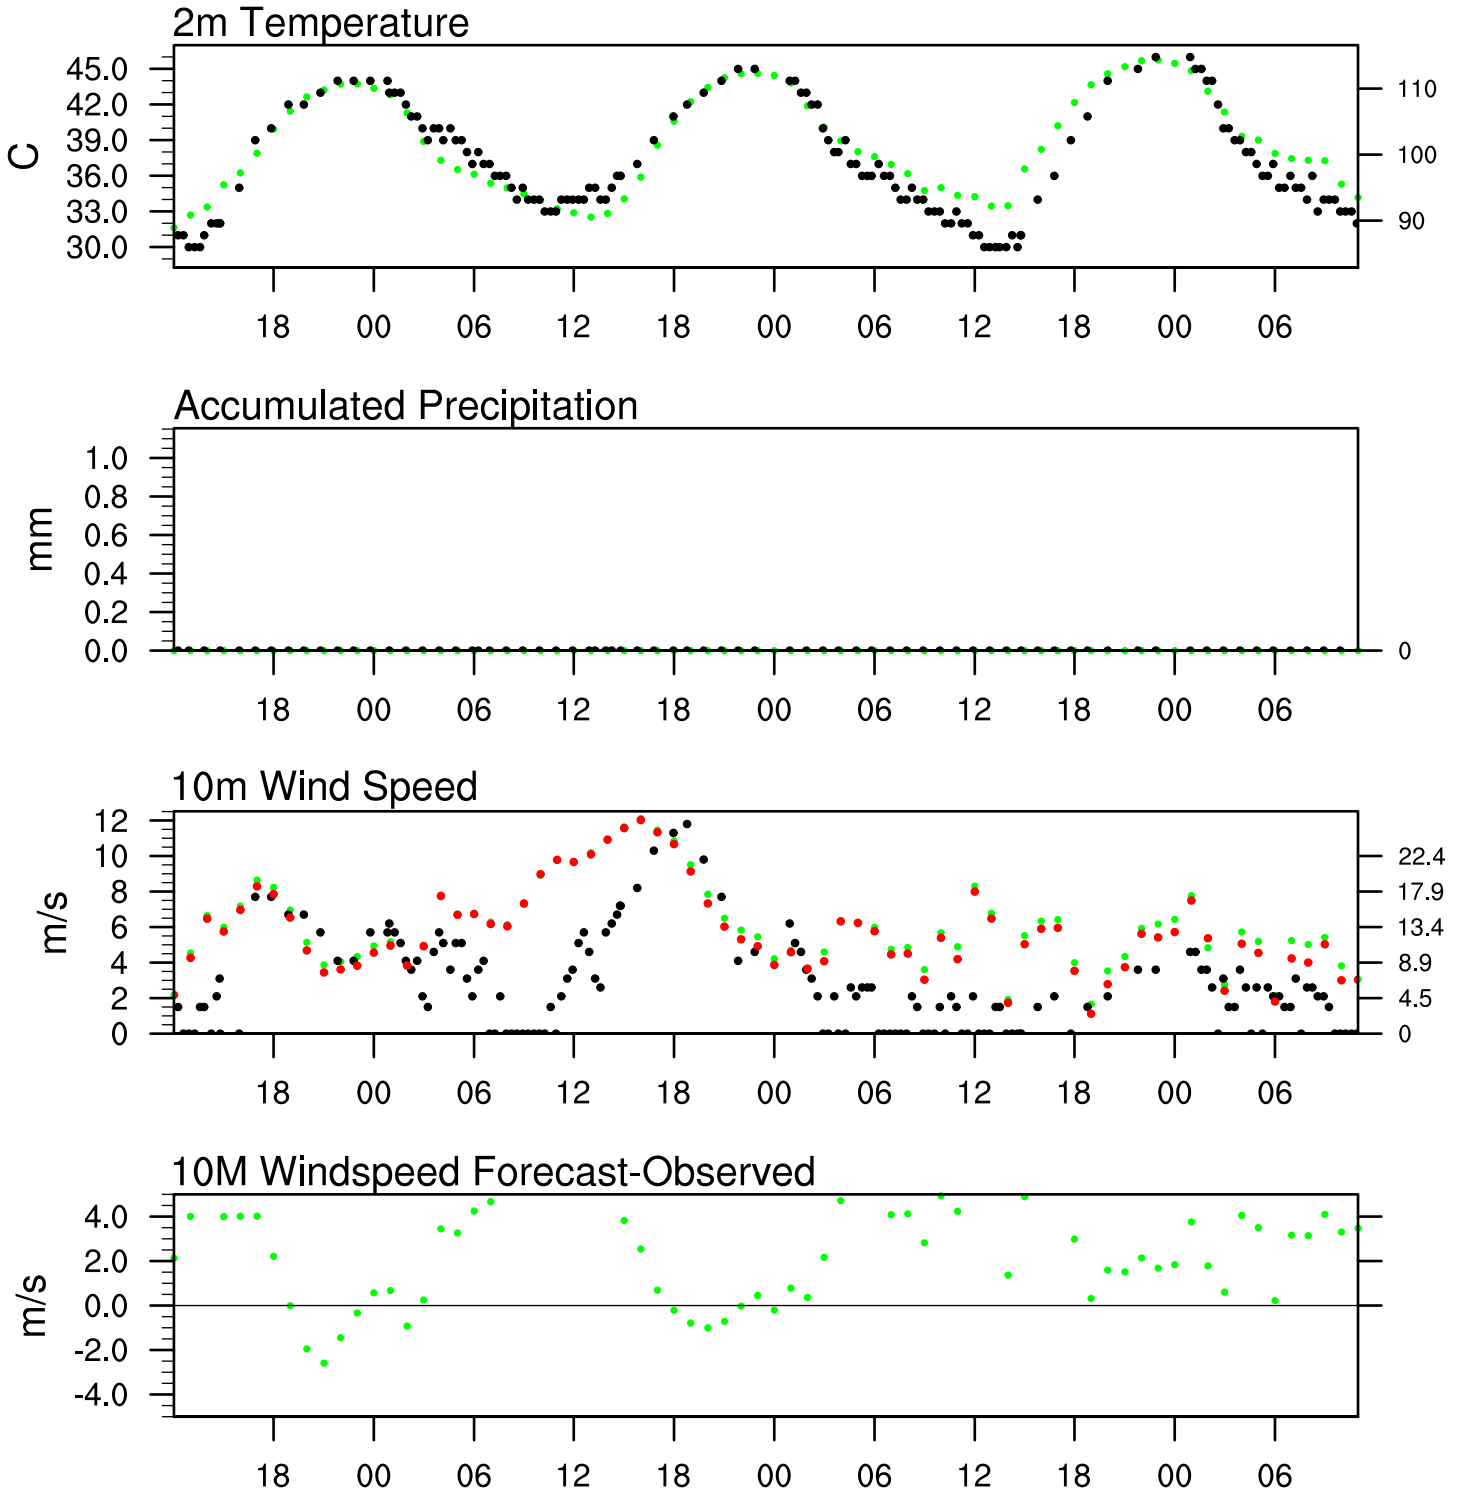 2m Temperature
45.0
42.0
39.0
36.0
33.0
30.0
C
110
100
90
18 00 06 12 18 00 06 12 18 00 06
Accumulated Precipitation
1.0
0.8
0.6
0.4
0.2
0.0
mm
0
18 00 06 12 18 00 06 12 18 00 06
10m Wind Speed
12
10
8
6
4
2
0
m/s
22.4
17.9
13.4
8.9
4.5
0
18 00 06 12 18 00 06 12 18 00 06
10M Windspeed Forecast-Observed
4.0
2.0
0.0
-2.0
-4.0
m/s
18 00 06 12 18 00 06 12 18 00 06